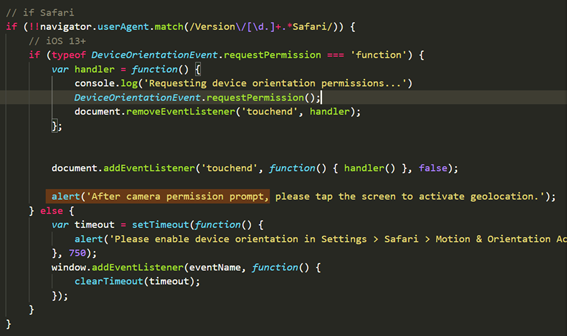 // if Safari
if (!!navigator.userAgent.match(/Version\/[\d.]+.*Safari/)) {
// iOS 13+
if (typeof DeviceOrientationEvent.requestPermission === 'function') {
var handler = function() {
console.log('Requesting device orientation permissions...')
DeviceOrientationEvent.requestPermission();
document.removeEventListener('touchend', handler);
};
document.addEventListener('touchend', function() { handler() }, false);
alert('After camera permission prompt, please tap the screen to activate geolocation.');
} else {
var timeout = setTimeout(function() {
alert('Please enable device orientation in Settings > Safari > Motion & Orientation Ac
}, 750);
window.addEventListener(eventName, function() {
clearTimeout(timeout);
});
}
}